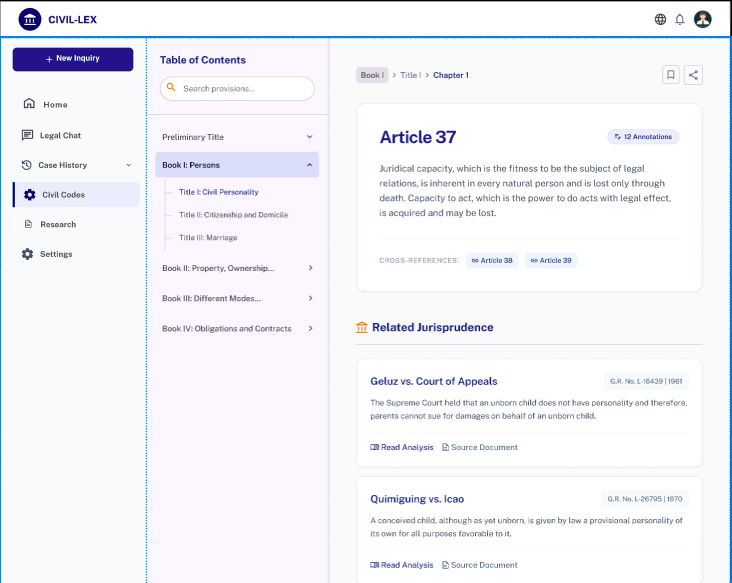 CIVIL-LEX
+ New Inquiry
Home
Legal Chat
Case History
Civil Codes
Research
Settings
Table of Contents
Search provisions...
Preliminary Title
Book I: Persons
Title I: Civil Personality
Title II: Citizenship and Domicile
Title III: Marriage
Book II: Property, Ownership...
Book III: Different Modes...
Book IV: Obligations and Contracts
Book I > Title I > Chapter 1
Article 37
12 Annotations
Juridical capacity, which is the fitness to be the subject of legal
relations, is inherent in every natural person and is lost only through
death. Capacity to act, which is the power to do acts with legal effect,
is acquired and may be lost.
CROSS-REFERENCES: Article 38 Article 39
Related Jurisprudence
Geluz vs. Court of Appeals
G.R. No. L-16439 | 1961
The Supreme Court held that an unborn child does not have personality and therefore,
parents cannot sue for damages on behalf of an unborn child.
Read Analysis Source Document
Quimiguing vs. Icao
G.R. No. L-26795 | 1970
A conceived child, although as yet unborn, is given by law a provisional personality of
its own for all purposes favorable to it.
Read Analysis Source Document